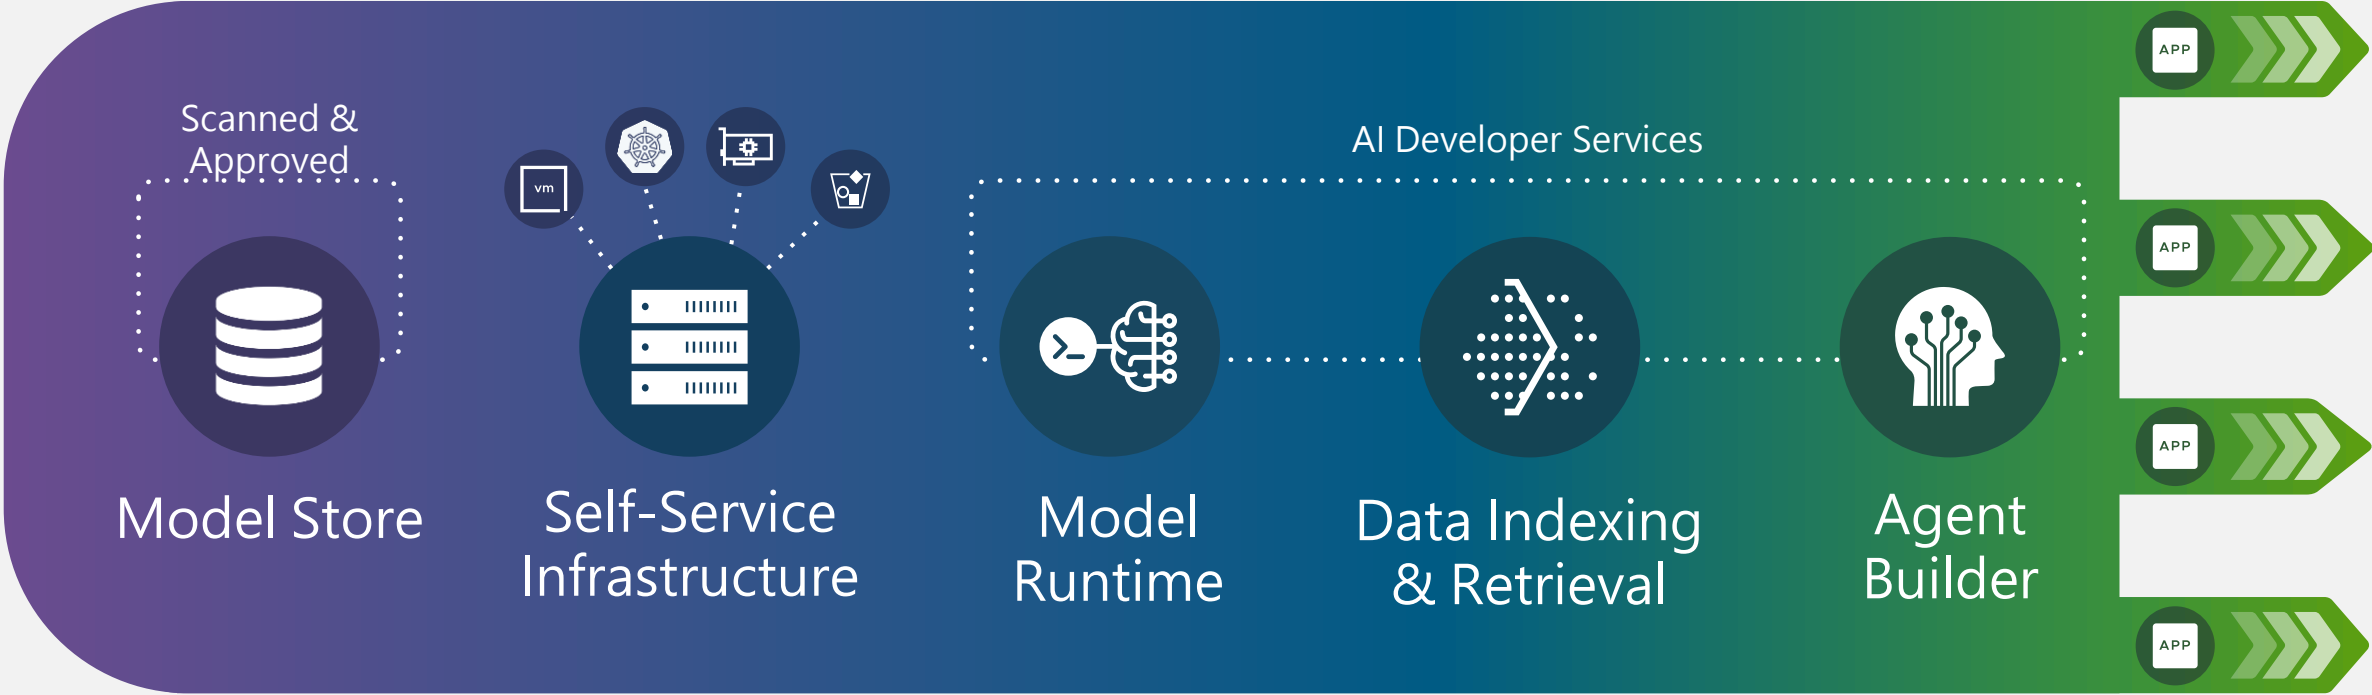 Scanned &
Approved
vm
AI Developer Services
Model Store
Self-Service
Infrastructure
Model
Runtime
Data Indexing
& Retrieval
Agent
Builder
APP
APP
APP
APP